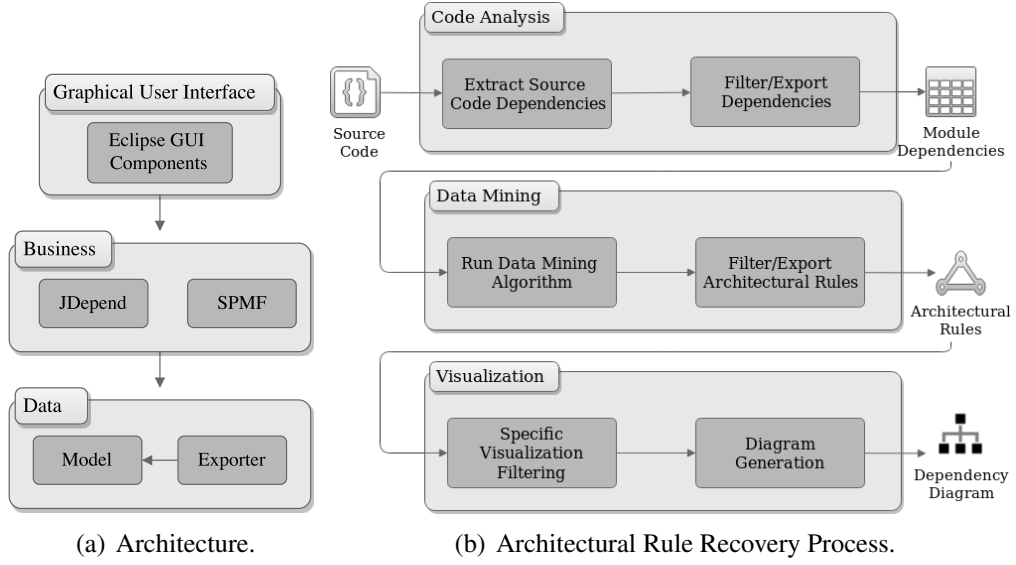 Graphical User Interface
Eclipse GUI
Components
Business
JDepend
SPMF
Data
Model
Exporter
(a) Architecture.
Code Analysis
Source
Code
Extract Source
Code Dependencies
Filter/Export
Dependencies
Module
Dependencies
Data Mining
Run Data Mining
Algorithm
Filter/Export
Architectural Rules
Architectural
Rules
Visualization
Specific
Visualization
Filtering
Diagram
Generation
Dependency
Diagram
(b) Architectural Rule Recovery Process.